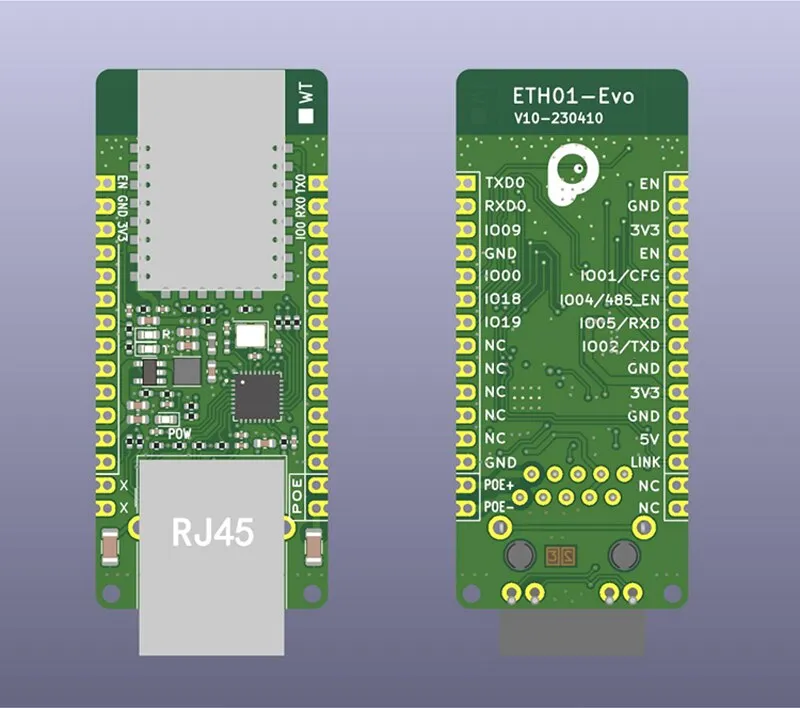 WT
EN GND 3V3
IO0 RX0 TX0
R
T
POW
X
X
POE
RJ45
ETH01-Evo
V10-230410
TXD0 EN
RXD0 GND
IO09 3V3
GND EN
IO00 IO01/CFG
IO18 IO04/485_EN
IO19 IO05/RXD
NC IO02/TXD
NC GND
NC 3V3
NC GND
NC 5V
GND LINK
POE+ NC
POE- NC